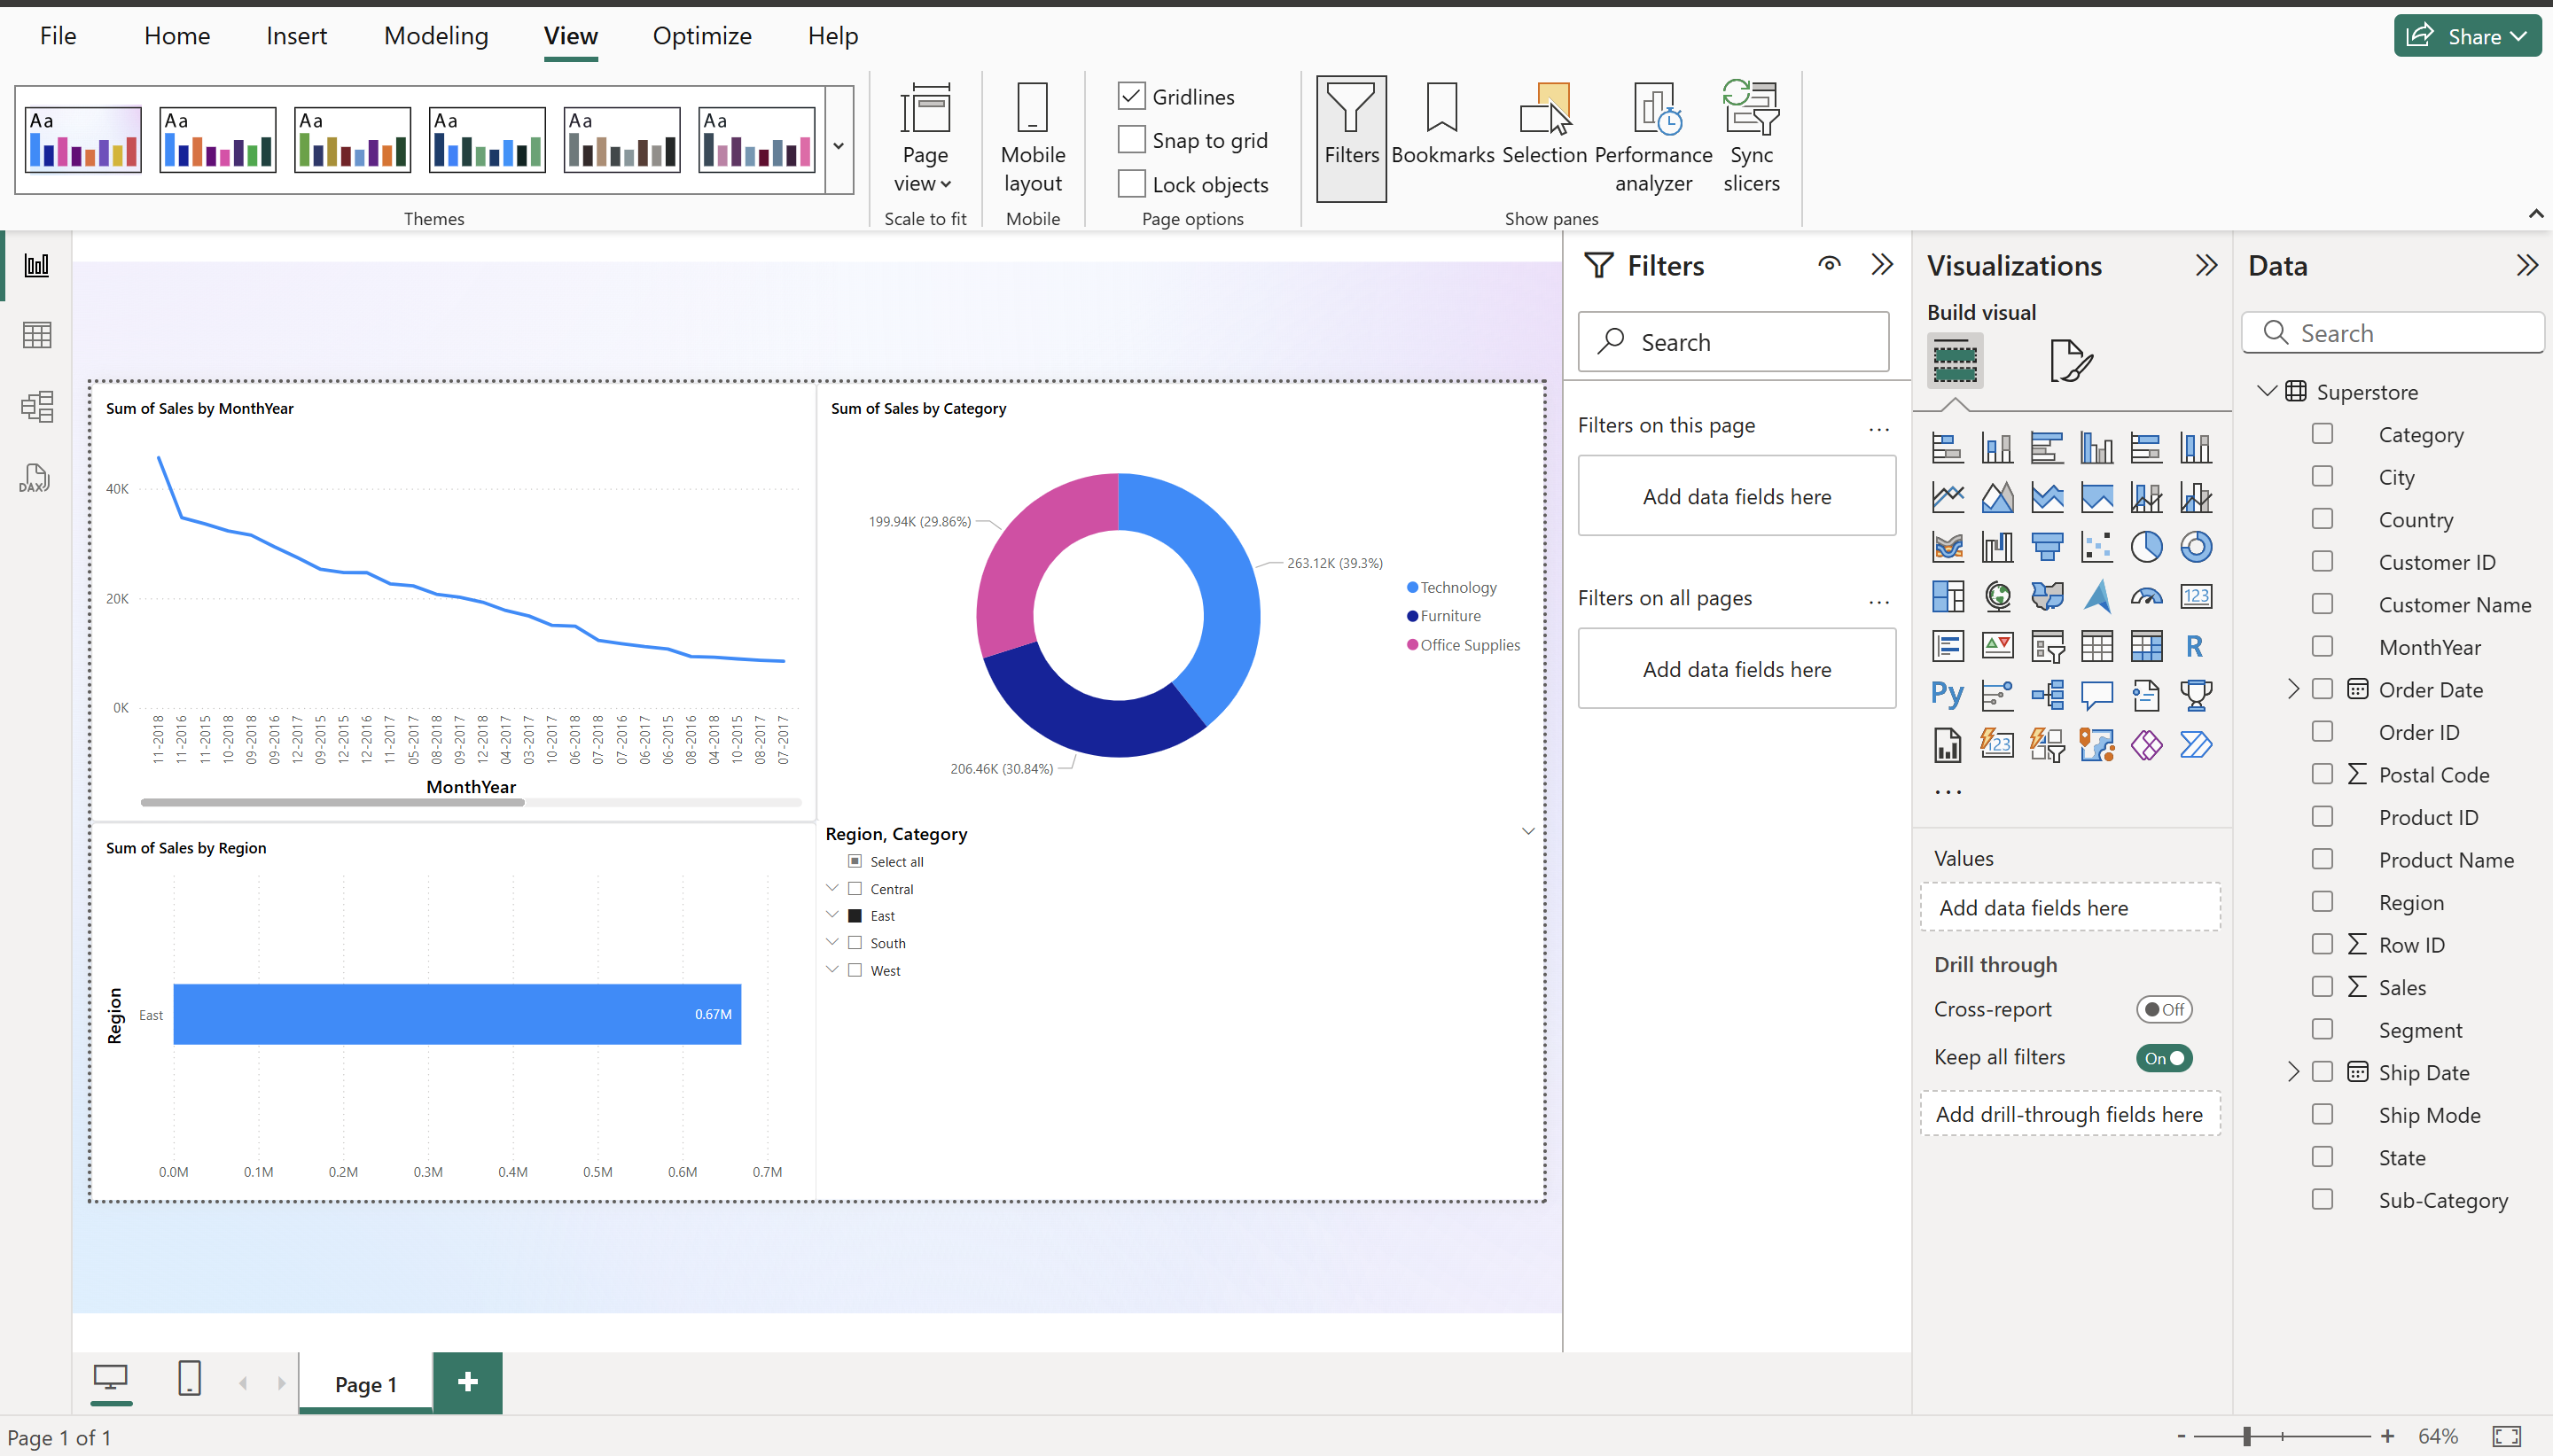 File Home Insert Modeling View Optimize Help Share
Aa Aa Aa Aa Aa Aa
Themes
Page view
Scale to fit
Mobile layout
Mobile
Gridlines
Snap to grid
Lock objects
Page options
Filters
Bookmarks
Selection
Performance analyzer
Sync slicers
Show panes
DAX
Sum of Sales by MonthYear
40K
20K
0K
11-2018 11-2016 11-2015 10-2018 09-2018 09-2016 12-2017 09-2015 12-2015 12-2016 11-2017 05-2017 08-2018 09-2017 12-2018 04-2017 03-2017 10-2017 06-2018 07-2018 07-2016 06-2017 06-2015 08-2016 04-2018 10-2015 08-2017 07-2017
MonthYear
Sum of Sales by Category
199.94K (29.86%)
263.12K (39.3%)
206.46K (30.84%)
Technology
Furniture
Office Supplies
Sum of Sales by Region
Region
East
0.67M
0.0M 0.1M 0.2M 0.3M 0.4M 0.5M 0.6M 0.7M
Region, Category
Select all
Central
East
South
West
Filters
Search
Filters on this page ...
Add data fields here
Filters on all pages ...
Add data fields here
Visualizations
Build visual
123
R
Py
123
...
Values
Add data fields here
Drill through
Cross-report Off
Keep all filters On
Add drill-through fields here
Data
Search
Superstore
Category
City
Country
Customer ID
Customer Name
MonthYear
Order Date
Order ID
Σ Postal Code
Product ID
Product Name
Region
Σ Row ID
Σ Sales
Segment
Ship Date
Ship Mode
State
Sub-Category
Page 1 +
Page 1 of 1
- + 64%